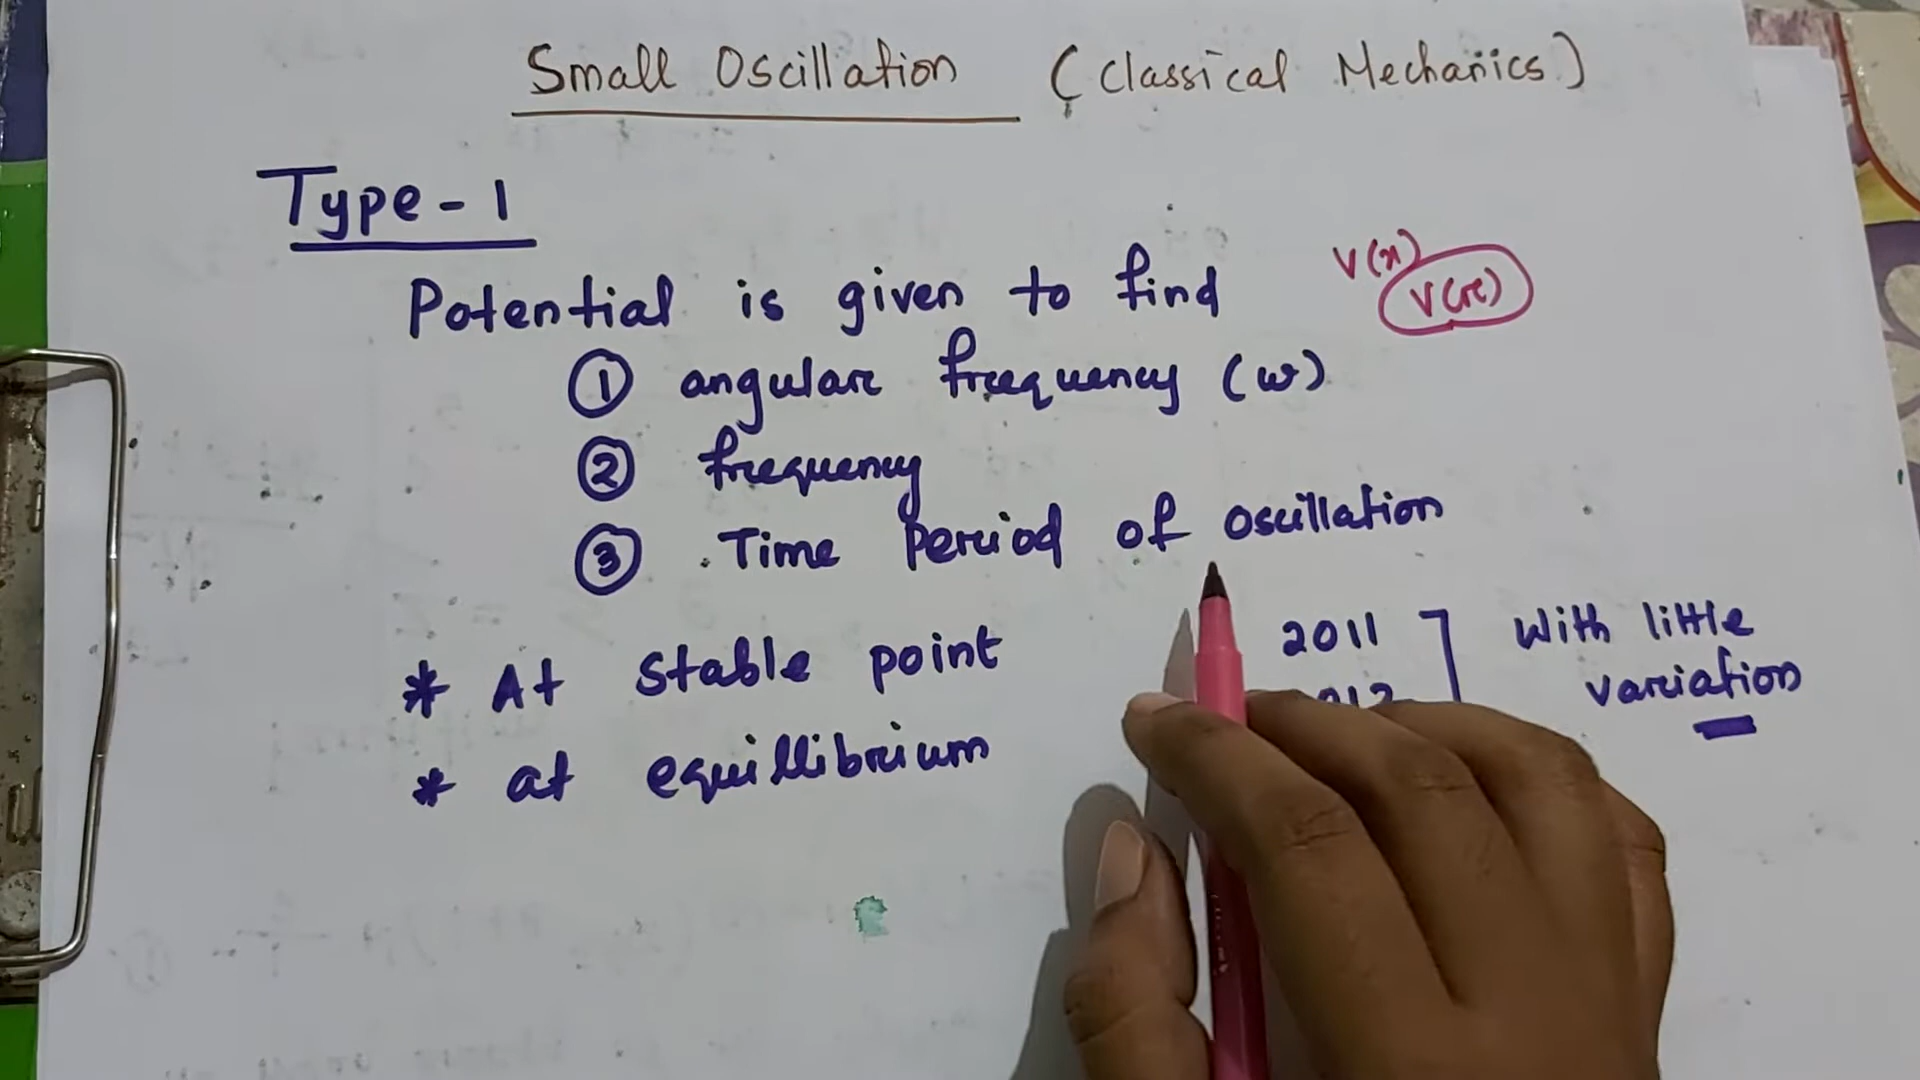 Small Oscillation (Classical Mechanics)
Type-1
Potential is given to find
V(x)
V(r)
① angular frequency (ω)
② frequency
③ Time Period of oscillation
* At stable point
* at equillibrium
2011
2012
With little
variation